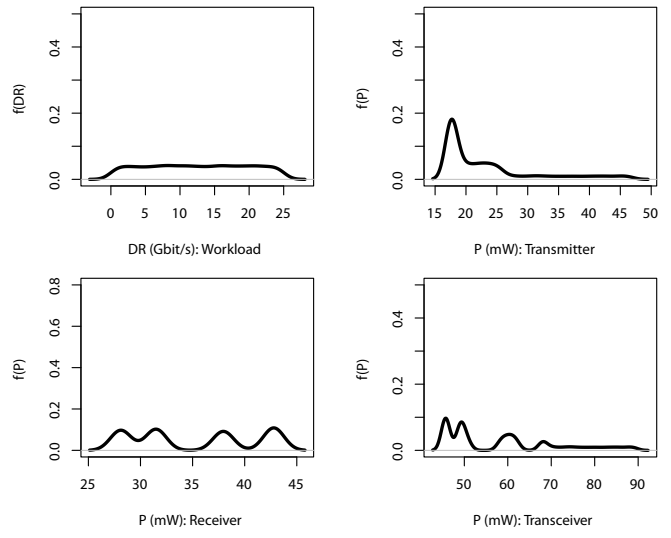 f(DR)
0.0 0.2 0.4
0 5 10 15 20 25
DR (Gbit/s): Workload
f(P)
0.0 0.2 0.4
15 20 25 30 35 40 45 50
P (mW): Transmitter
f(P)
0.0 0.2 0.4 0.6 0.8
25 30 35 40 45
P (mW): Receiver
f(P)
0.0 0.2 0.4
50 60 70 80 90
P (mW): Transceiver